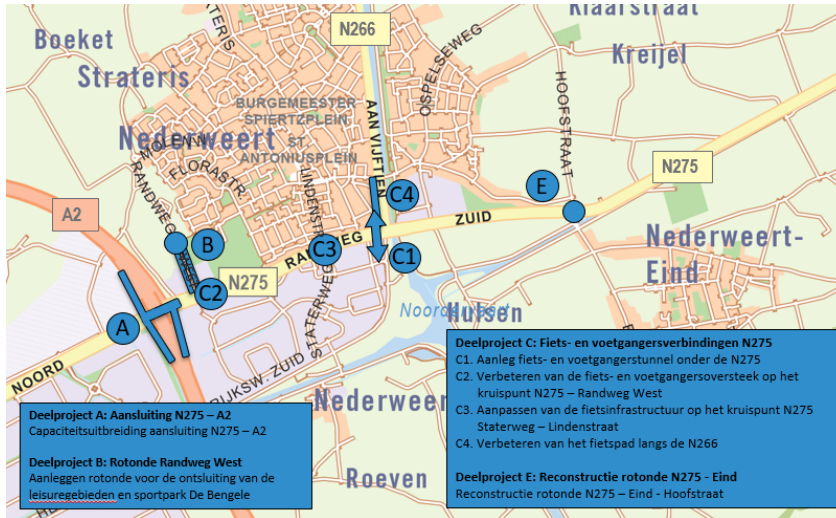 Klaarstraat
N266
Boeket
Kreijel
Strateris
OSPELSEWEG
HOOFSTRAAT
AAN VIJFTIEN
BURGEMEESTER
SPIERTZPLEIN
ST.
ANTONIUSPLEIN
Nederweert
FLORASTR.
RANDWEG
LINDENSTR
N275
E
C4
A2
B
C3
RANDWEG
ZUID
C1
Nederweert-
Eind
N275
C2
STATERWEG
A
Hulsen
NOORD
RIJKSW. ZUID
Nederweer
Roeven
Deelproject A: Aansluiting N275 – A2
Capaciteitsuitbreiding aansluiting N275 – A2
Deelproject B: Rotonde Randweg West
Aanleggen rotonde voor de ontsluiting van de
leisuregebieden en sportpark De Bengele
Deelproject C: Fiets- en voetgangersverbindingen N275
C1. Aanleg fiets- en voetgangerstunnel onder de N275
C2. Verbeteren van de fiets- en voetgangersoversteek op het
kruispunt N275 – Randweg West
C3. Aanpassen van de fietsinfrastructuur op het kruispunt N275
Staterweg – Lindenstraat
C4. Verbeteren van het fietspad langs de N266
Deelproject E: Reconstructie rotonde N275 - Eind
Reconstructie rotonde N275 – Eind - Hoofstraat